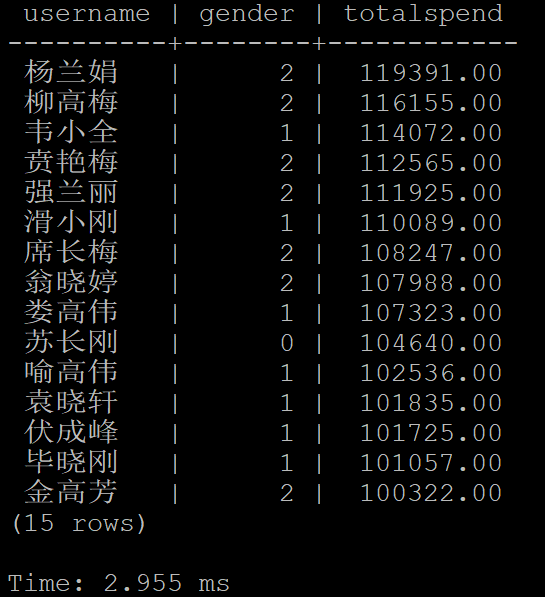 username | gender | totalspend
----------+--------+------------
杨兰娟 | 2 | 119391.00
柳高梅 | 2 | 116155.00
韦小全 | 1 | 114072.00
贲艳梅 | 2 | 112565.00
强兰丽 | 2 | 111925.00
滑小刚 | 1 | 110089.00
席长梅 | 2 | 108247.00
翁晓婷 | 2 | 107988.00
娄高伟 | 1 | 107323.00
苏长刚 | 0 | 104640.00
喻高伟 | 1 | 102536.00
袁晓轩 | 1 | 101835.00
伏成峰 | 1 | 101725.00
毕晓刚 | 1 | 101057.00
金高芳 | 2 | 100322.00
(15 rows)
Time: 2.955 ms